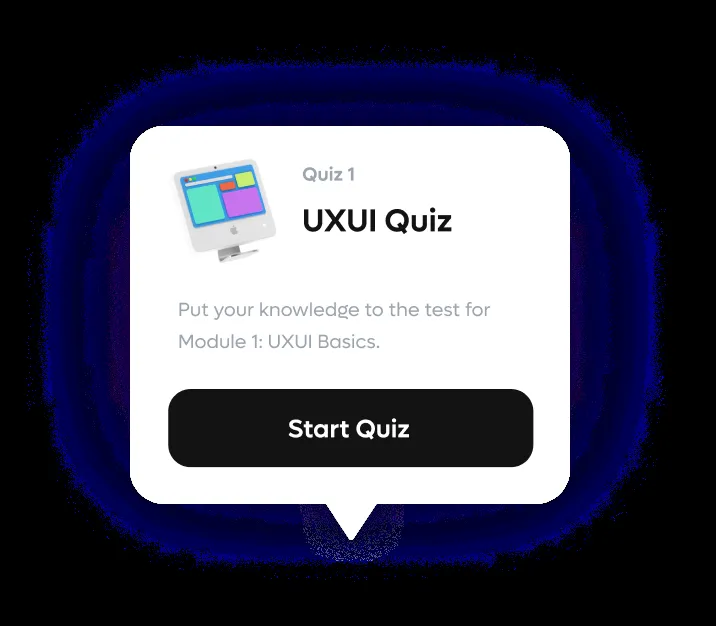 Quiz 1
UXUI Quiz
Put your knowledge to the test for
Module 1: UXUI Basics.
Start Quiz